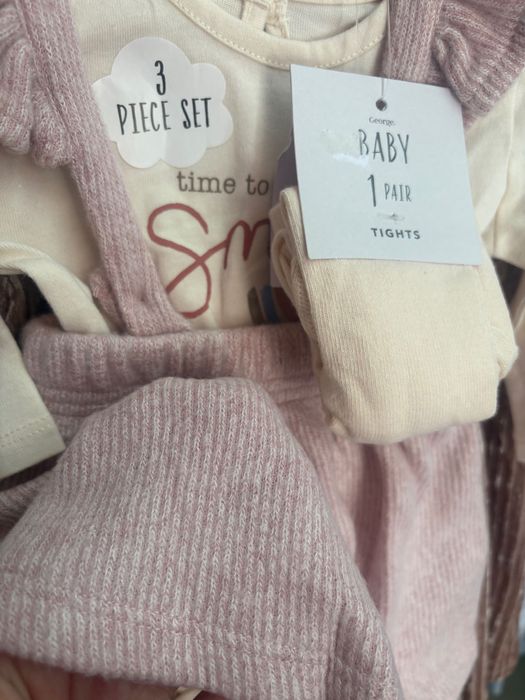 3
PIECE SET
time to
Sm
George.
BABY
1 PAIR
TIGHTS